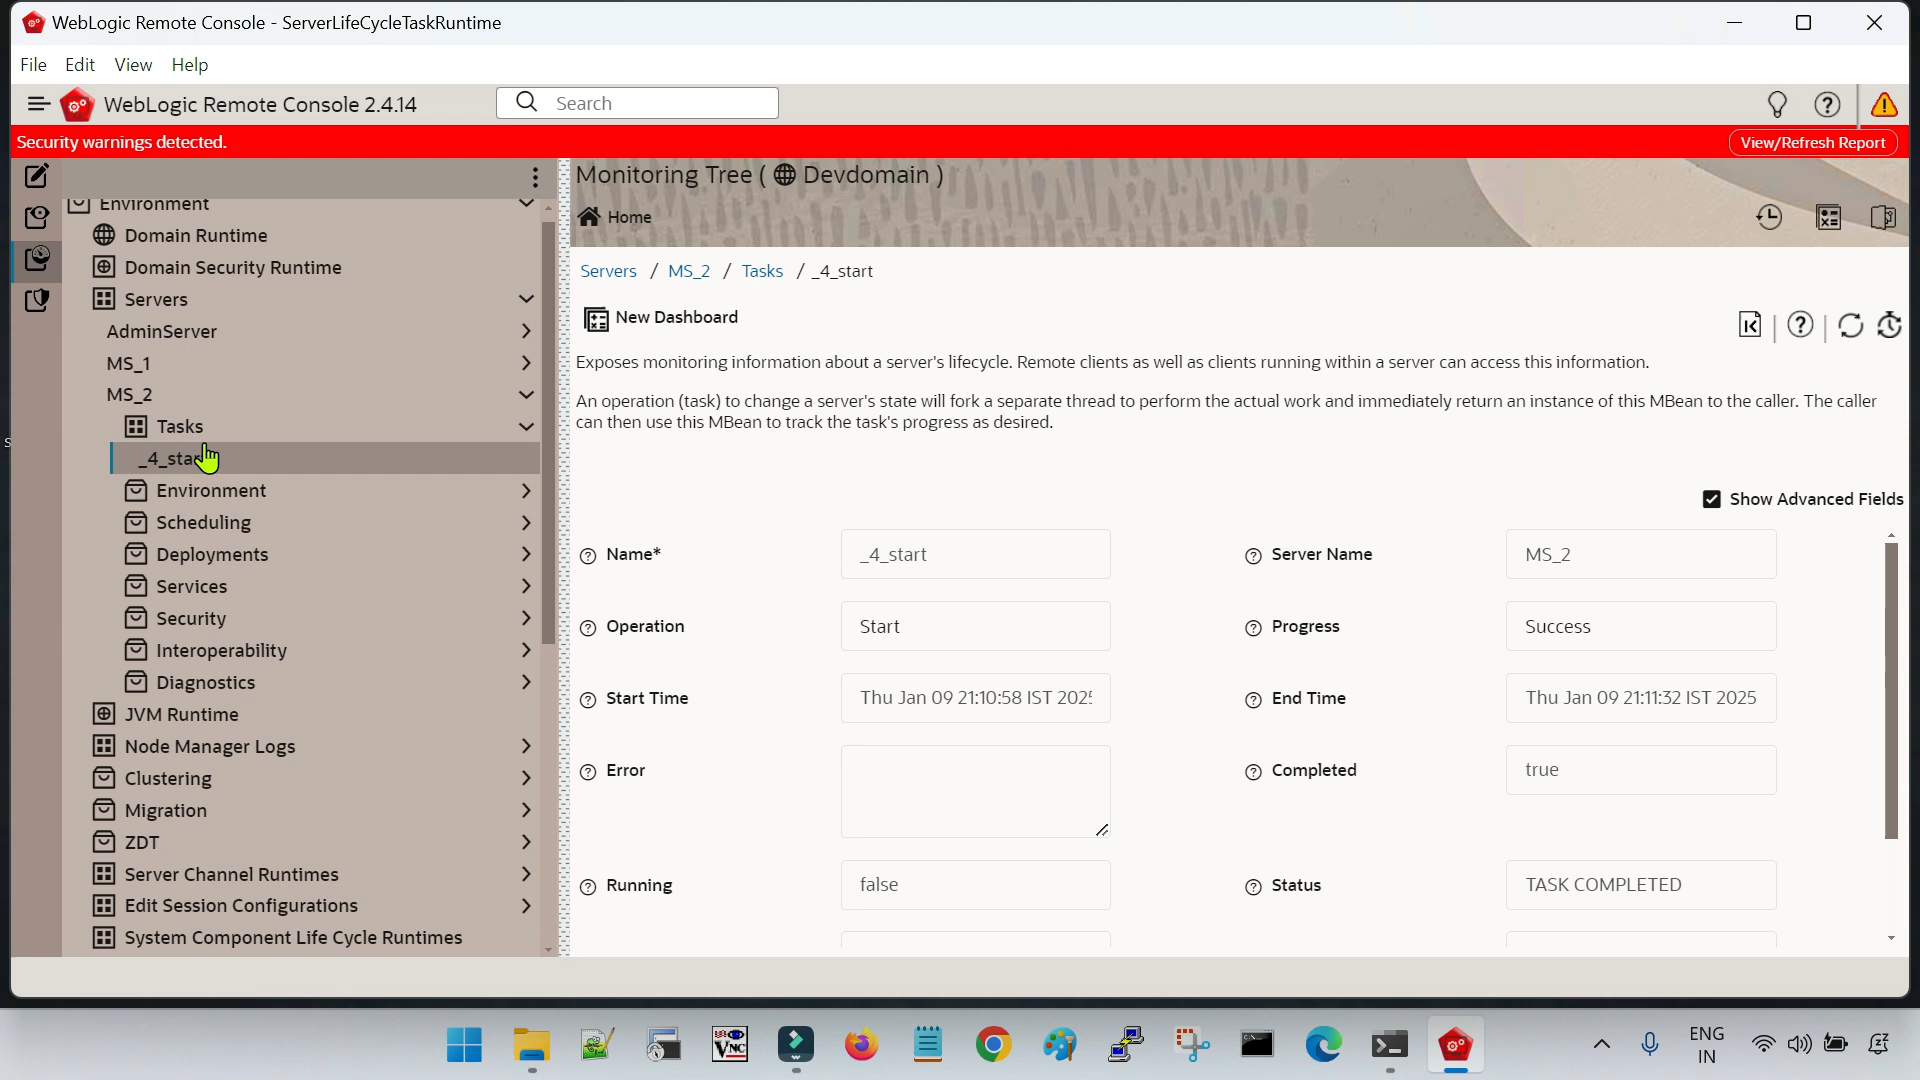 WebLogic Remote Console - ServerLifeCycleTaskRuntime
File Edit View Help
WebLogic Remote Console 2.4.14
Search
Security warnings detected.
View/Refresh Report
Environment
Domain Runtime
Domain Security Runtime
Servers
AdminServer
MS_1
MS_2
Tasks
_4_star
Environment
Scheduling
Deployments
Services
Security
Interoperability
Diagnostics
JVM Runtime
Node Manager Logs
Clustering
Migration
ZDT
Server Channel Runtimes
Edit Session Configurations
System Component Life Cycle Runtimes
Monitoring Tree ( Devdomain )
Home
Servers / MS_2 / Tasks / _4_start
New Dashboard
Exposes monitoring information about a server's lifecycle. Remote clients as well as clients running within a server can access this information.
An operation (task) to change a server's state will fork a separate thread to perform the actual work and immediately return an instance of this MBean to the caller. The caller
can then use this MBean to track the task's progress as desired.
Show Advanced Fields
Name* _4_start Server Name MS_2
Operation Start Progress Success
Start Time Thu Jan 09 21:10:58 IST 202 End Time Thu Jan 09 21:11:32 IST 2025
Error Completed true
Running false Status TASK COMPLETED
VNC
ENG
IN